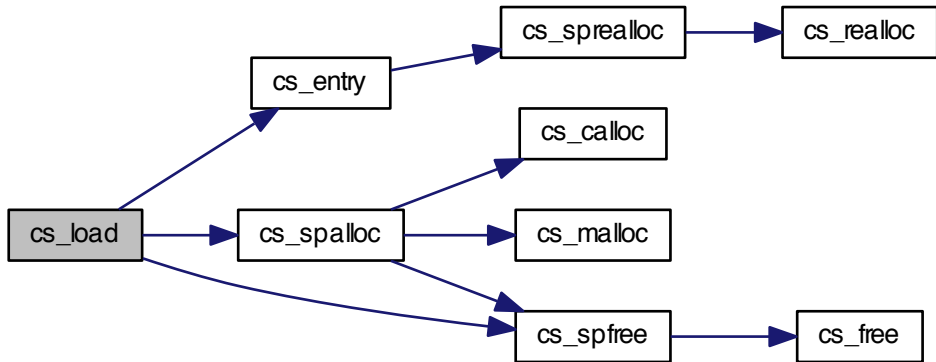 cs_sprealloc
cs_realloc
cs_entry
cs_calloc
cs_load
cs_spalloc
cs_malloc
cs_spfree
cs_free